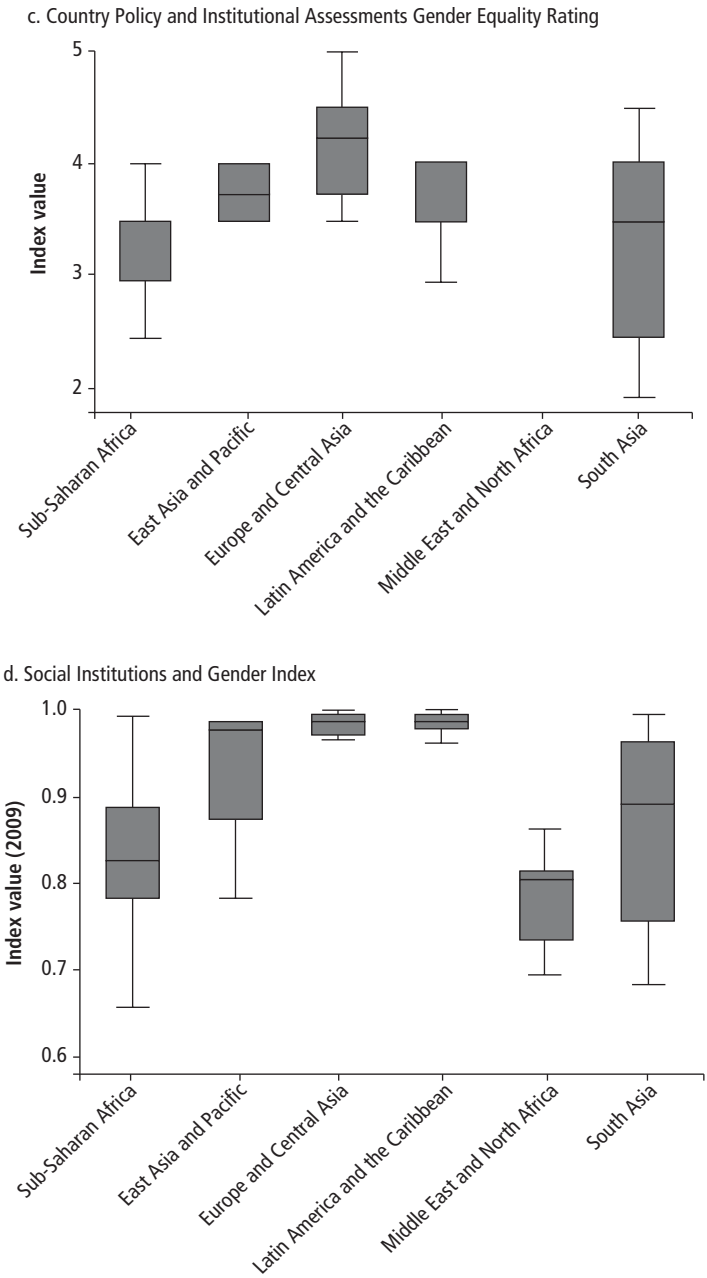 c. Country Policy and Institutional Assessments Gender Equality Rating
5
4
3
2
Index value
Sub-Saharan Africa
East Asia and Pacific
Europe and Central Asia
Latin America and the Caribbean
Middle East and North Africa
South Asia
d. Social Institutions and Gender Index
1.0
0.9
0.8
0.7
0.6
Index value (2009)
Sub-Saharan Africa
East Asia and Pacific
Europe and Central Asia
Latin America and the Caribbean
Middle East and North Africa
South Asia